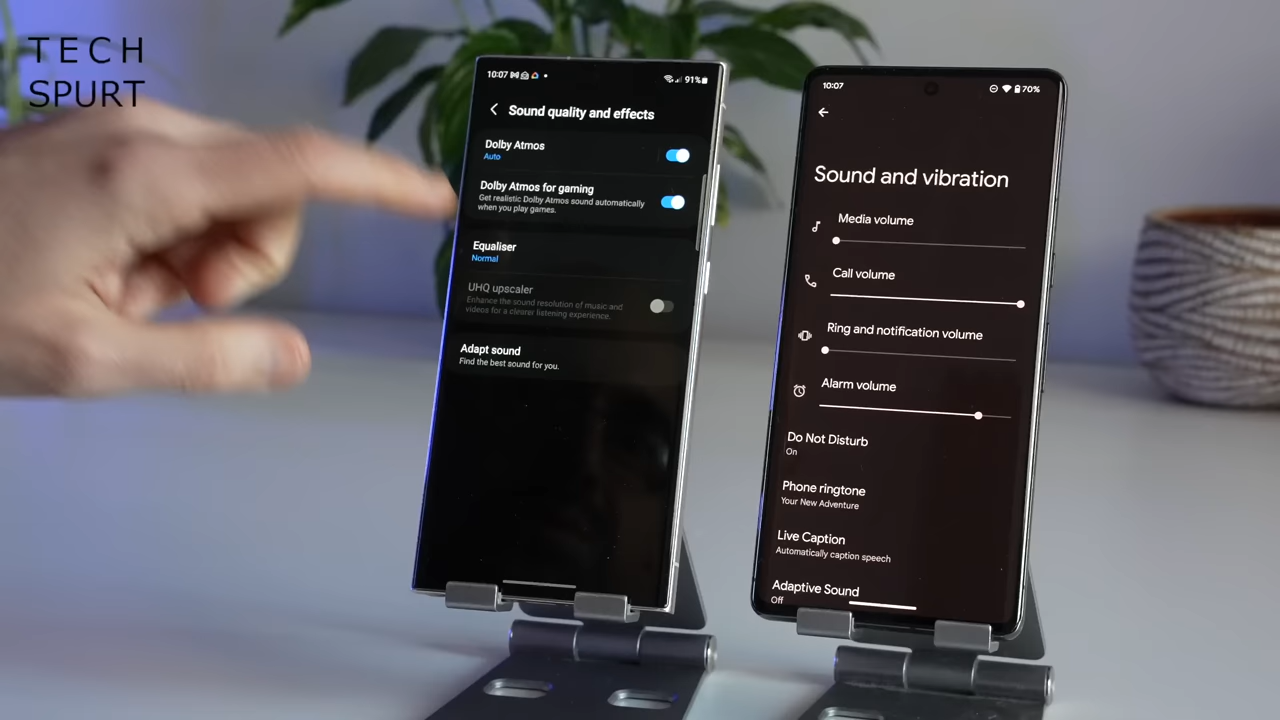 TECH
SPURT
10:07
91%
Sound quality and effects
Dolby Atmos
Auto
Dolby Atmos for gaming
Get realistic Dolby Atmos sound automatically
when you play games.
Equaliser
Normal
UHQ upscaler
Enhance the sound resolution of music and
videos for a clearer listening experience.
Adapt sound
Find the best sound for you.
10:07
70%
Sound and vibration
Media volume
Call volume
Ring and notification volume
Alarm volume
Do Not Disturb
On
Phone ringtone
Your New Adventure
Live Caption
Automatically caption speech
Adaptive Sound
Off